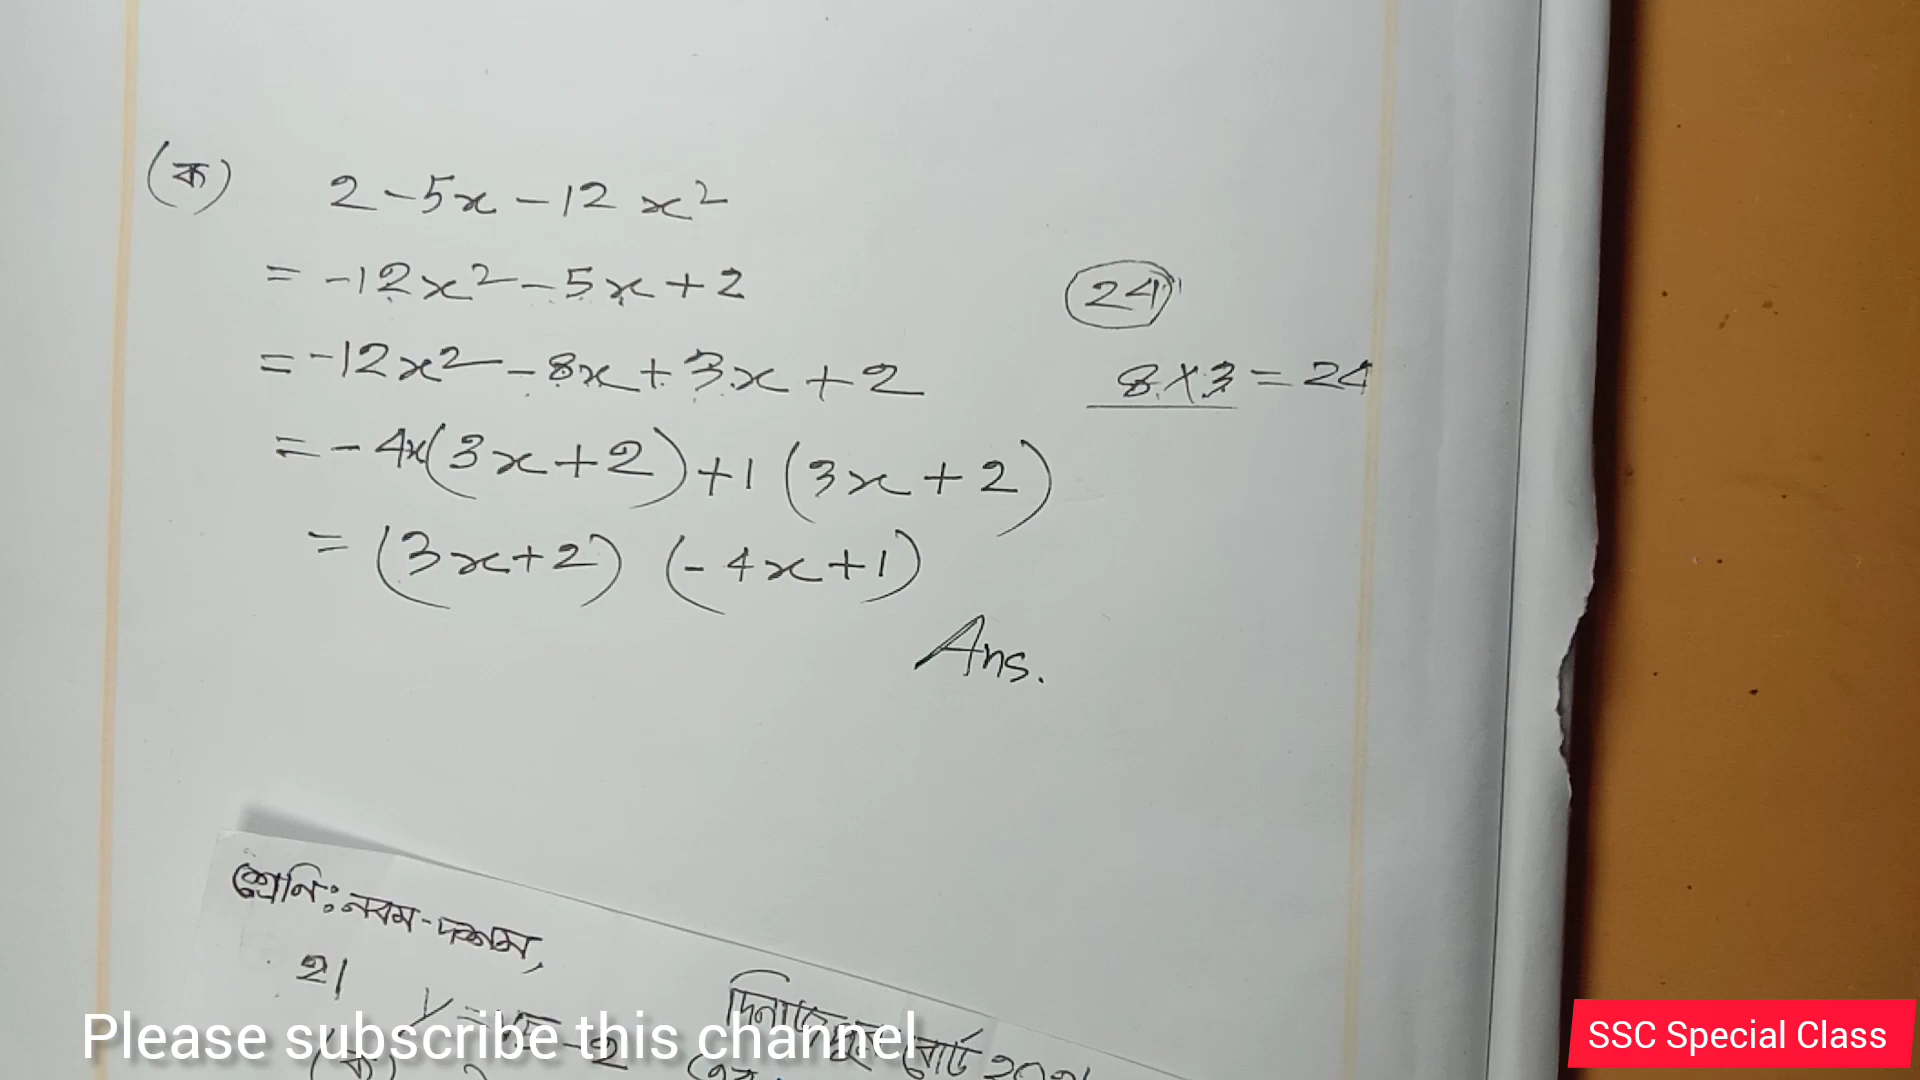 (ক) 2 - 5x - 12x²
= -12x² - 5x + 2
24
= -12x² - 8x + 3x + 2
8 × 3 = 24
= -4x(3x+2) + 1(3x+2)
= (3x+2) (-4x+1)
Ans.
শ্রেনি: নবম-দশম,
২।
দিনাজপুর বোর্ড
(ক)
Please subscribe this channel
SSC Special Class